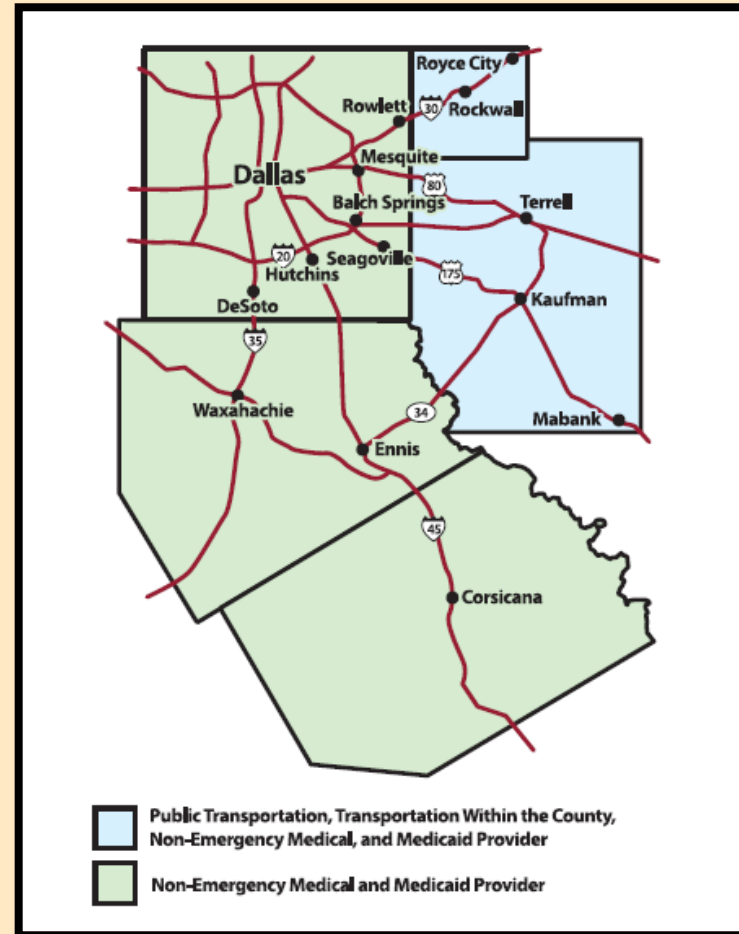 Royce City
Rowlett
30
Rockwall
Mesquite
Dallas
80
Balch Springs
Terrell
20
Seagoville
Hutchins
175
DeSoto
Kaufman
35
Waxahachie
34
Mabank
Ennis
45
Corsicana
Public Transportation, Transportation Within the County,
Non-Emergency Medical, and Medicaid Provider
Non-Emergency Medical and Medicaid Provider